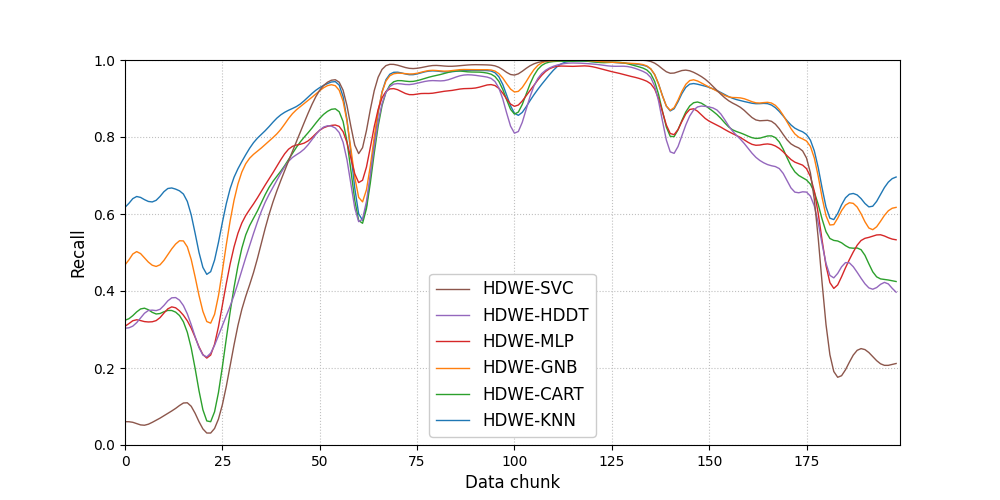 1.0
0.8
0.6
0.4
0.2
0.0
Recall
HDWE-SVC
HDWE-HDDT
HDWE-MLP
HDWE-GNB
HDWE-CART
HDWE-KNN
0 25 50 75 100 125 150 175
Data chunk